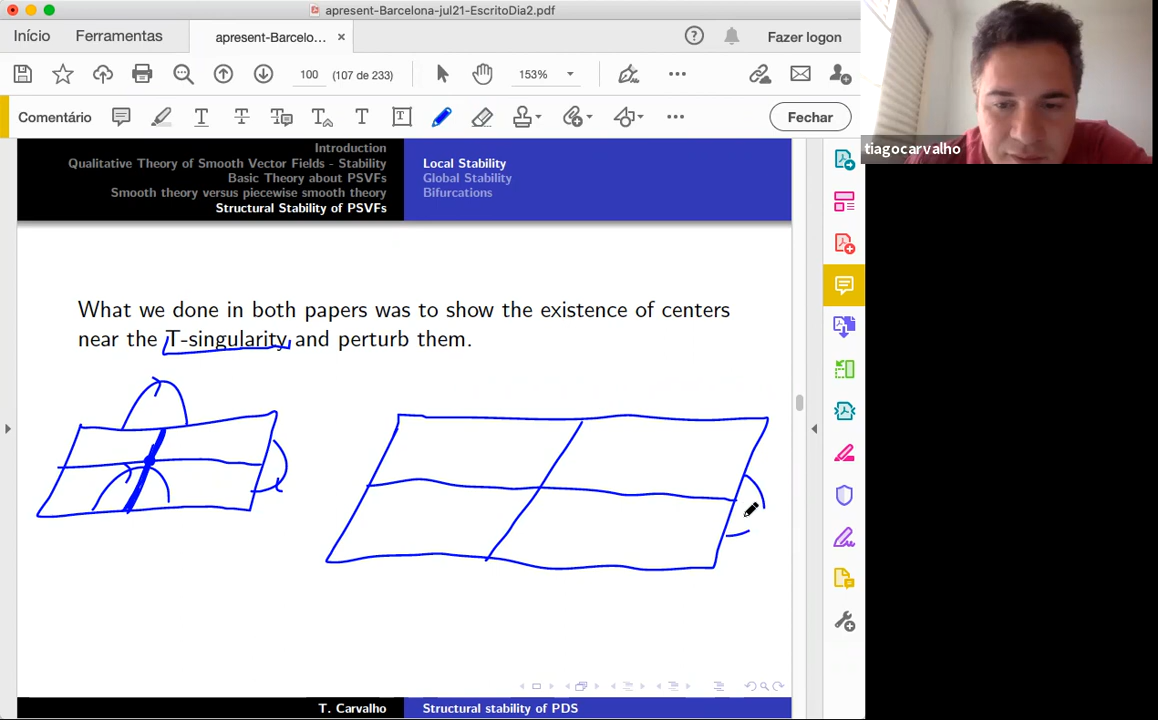 apresent-Barcelona-jul21-EscritoDia2.pdf
Início
Ferramentas
apresent-Barcelo...
Fazer logon
100
(107 de 233)
153%
Comentário
Fechar
tiagocarvalho
Introduction
Qualitative Theory of Smooth Vector Fields - Stability
Basic Theory about PSVFs
Smooth theory versus piecewise smooth theory
Structural Stability of PSVFs
Local Stability
Global Stability
Bifurcations
What we done in both papers was to show the existence of centers
near the T-singularity and perturb them.
T. Carvalho
Structural stability of PDS